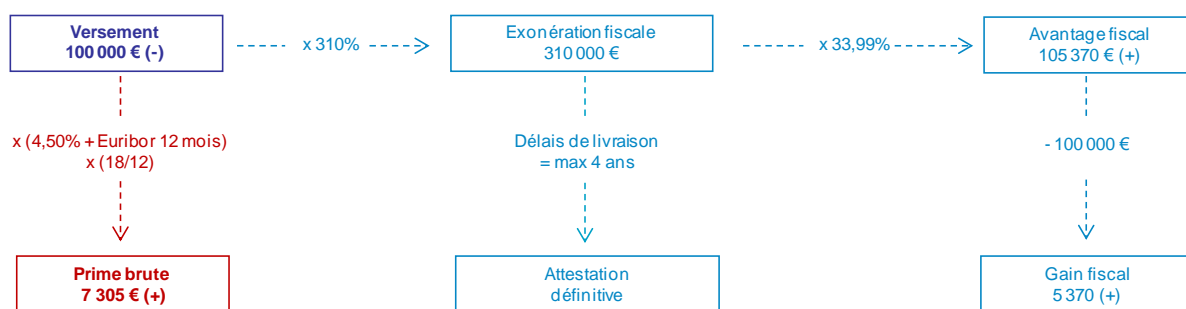 Versement
100 000 € (-)
x 310%
Exonération fiscale
310 000 €
x 33,99%
Avantage fiscal
105 370 € (+)
x (4,50% + Euribor 12 mois)
x (18/12)
Délais de livraison
= max 4 ans
- 100 000 €
Prime brute
7 305 € (+)
Attestation
définitive
Gain fiscal
5 370 (+)